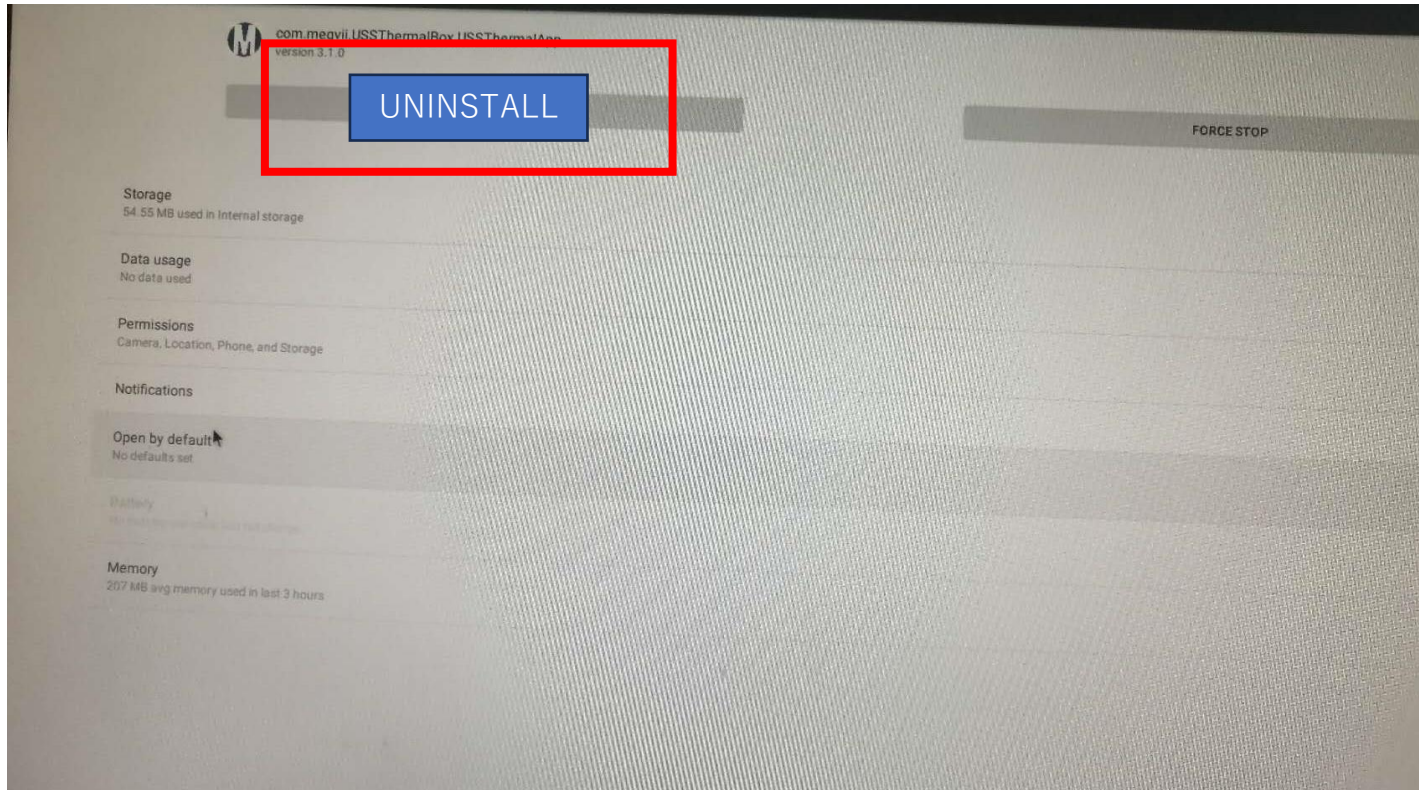 M
com.megvii.USSThermalBox.USSThermalApp
version 3.1.0
UNINSTALL
FORCE STOP
Storage
54.55 MB used in Internal storage
Data usage
No data used
Permissions
Camera, Location, Phone, and Storage
Notifications
Open by default
No defaults set
Battery
Memory
207 MB avg memory used in last 3 hours